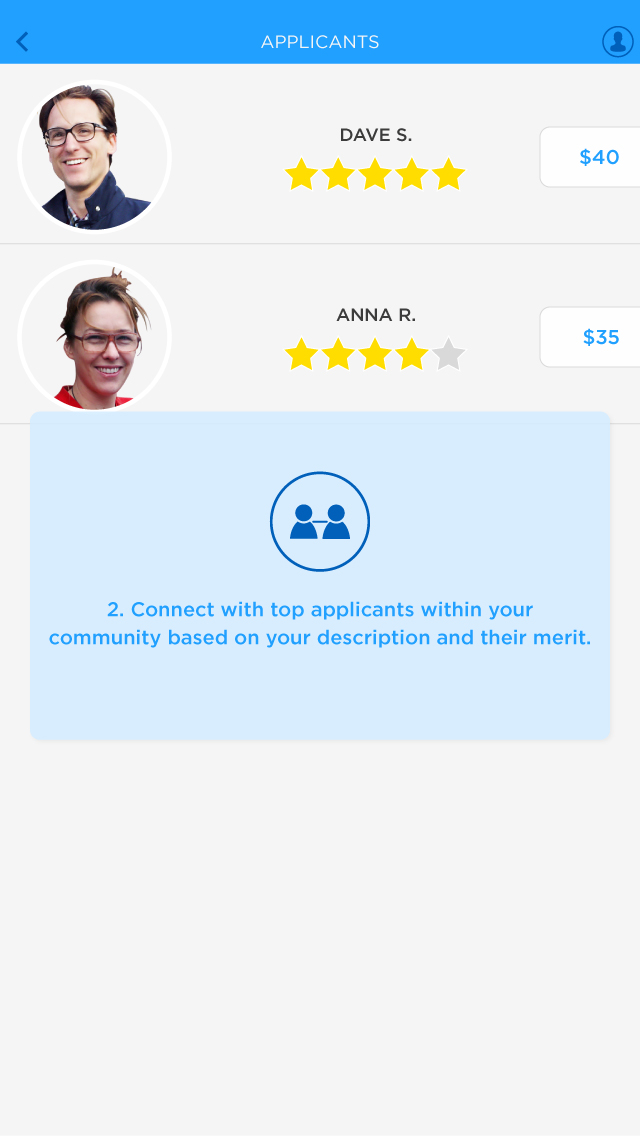 APPLICANTS
DAVE S.
$40
ANNA R.
$35
2. Connect with top applicants within your
community based on your description and their merit.